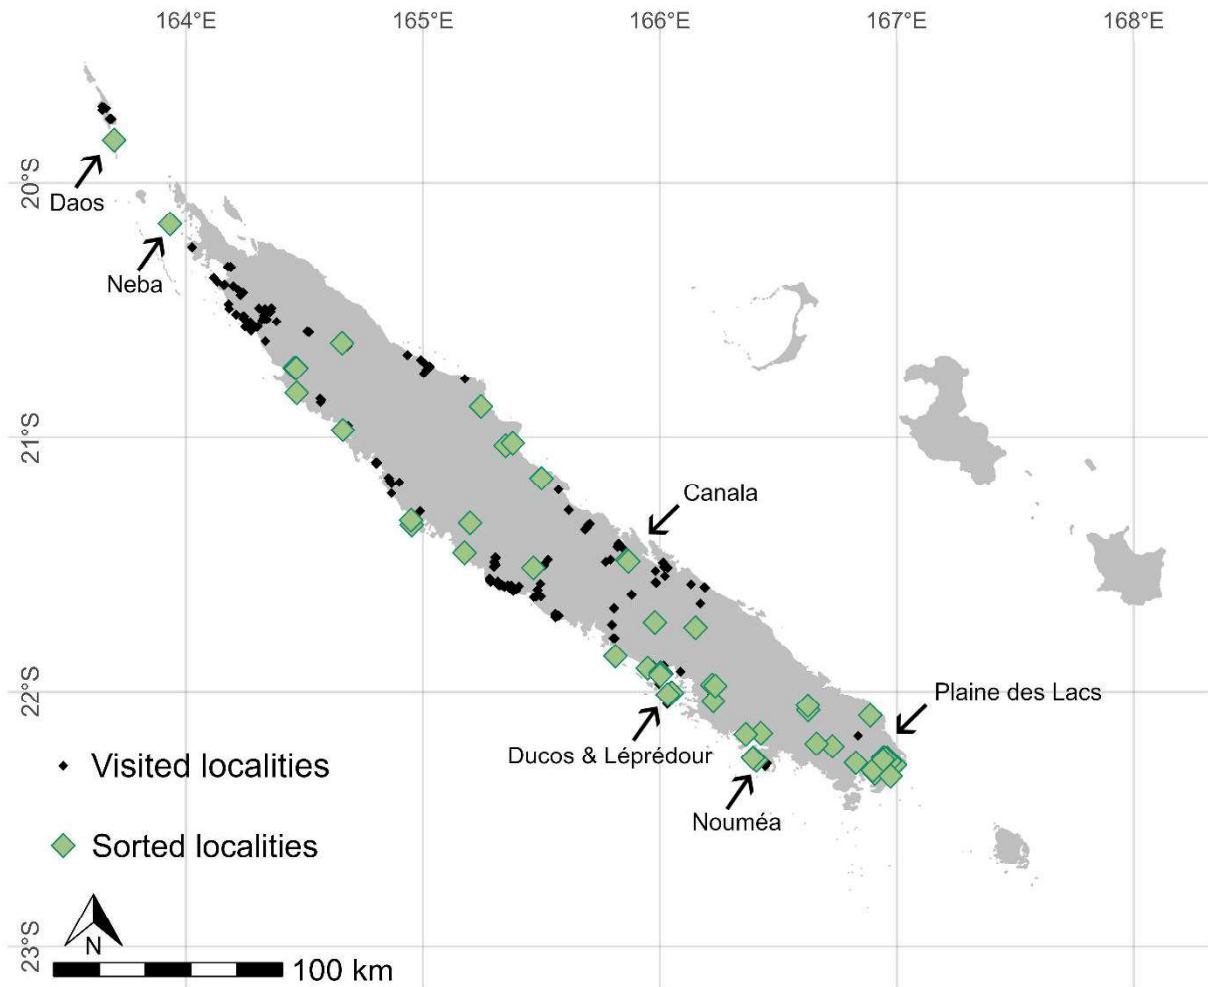 164°E 165°E 166°E 167°E 168°E
20°S
Daos
Neba
21°S
Canala
22°S
Plaine des Lacs
Ducos & Léprédour
Visited localities
Nouméa
Sorted localities
N
23°S
100 km